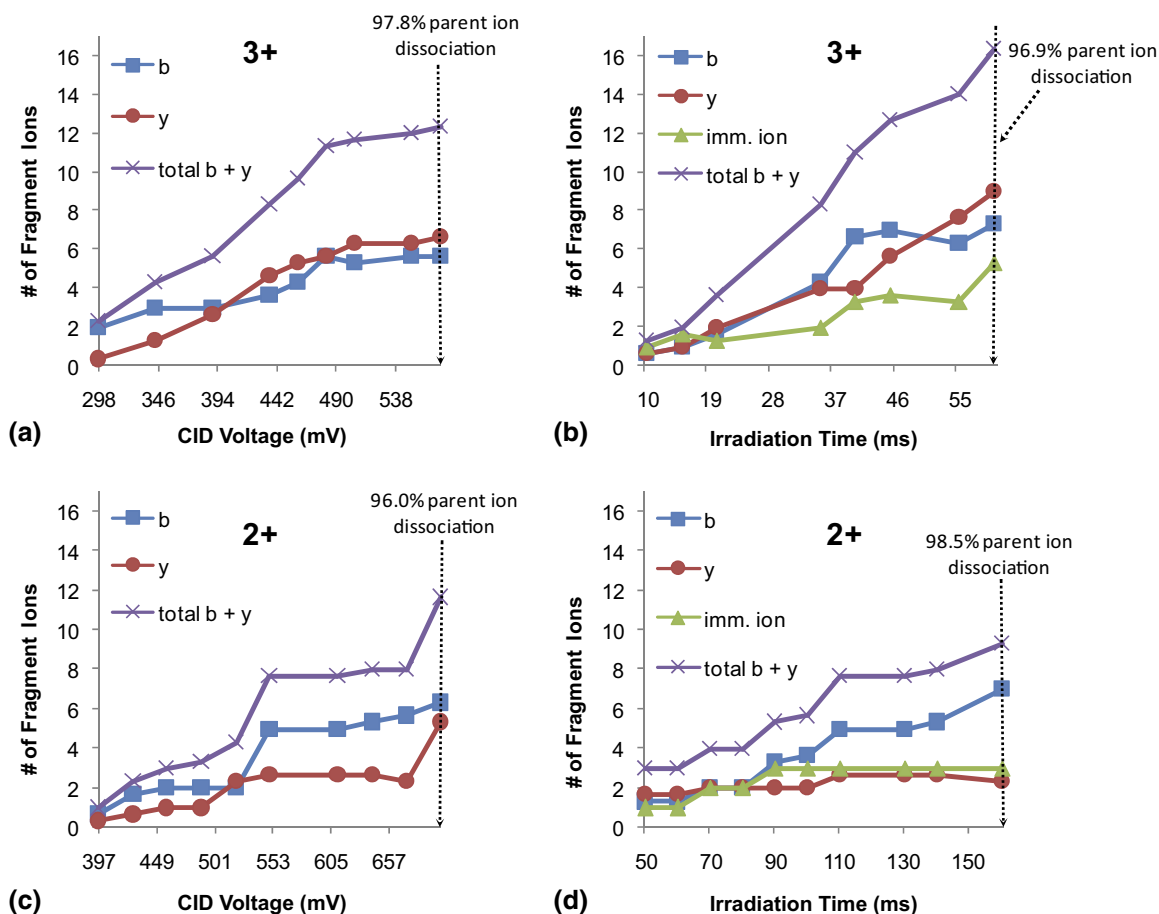 97.8% parent ion
dissociation
3+
b
y
total b + y
# of Fragment Ions
16
14
12
10
8
6
4
2
0
298 346 394 442 490 538
CID Voltage (mV)
(a)
96.9% parent ion
dissociation
3+
b
y
imm. ion
total b + y
# of Fragment Ions
16
14
12
10
8
6
4
2
0
10 19 28 37 46 55
Irradiation Time (ms)
(b)
96.0% parent ion
dissociation
2+
b
y
total b + y
# of Fragment Ions
16
14
12
10
8
6
4
2
0
397 449 501 553 605 657
CID Voltage (mV)
(c)
98.5% parent ion
dissociation
2+
b
y
imm. ion
total b + y
# of Fragment Ions
16
14
12
10
8
6
4
2
0
50 70 90 110 130 150
Irradiation Time (ms)
(d)